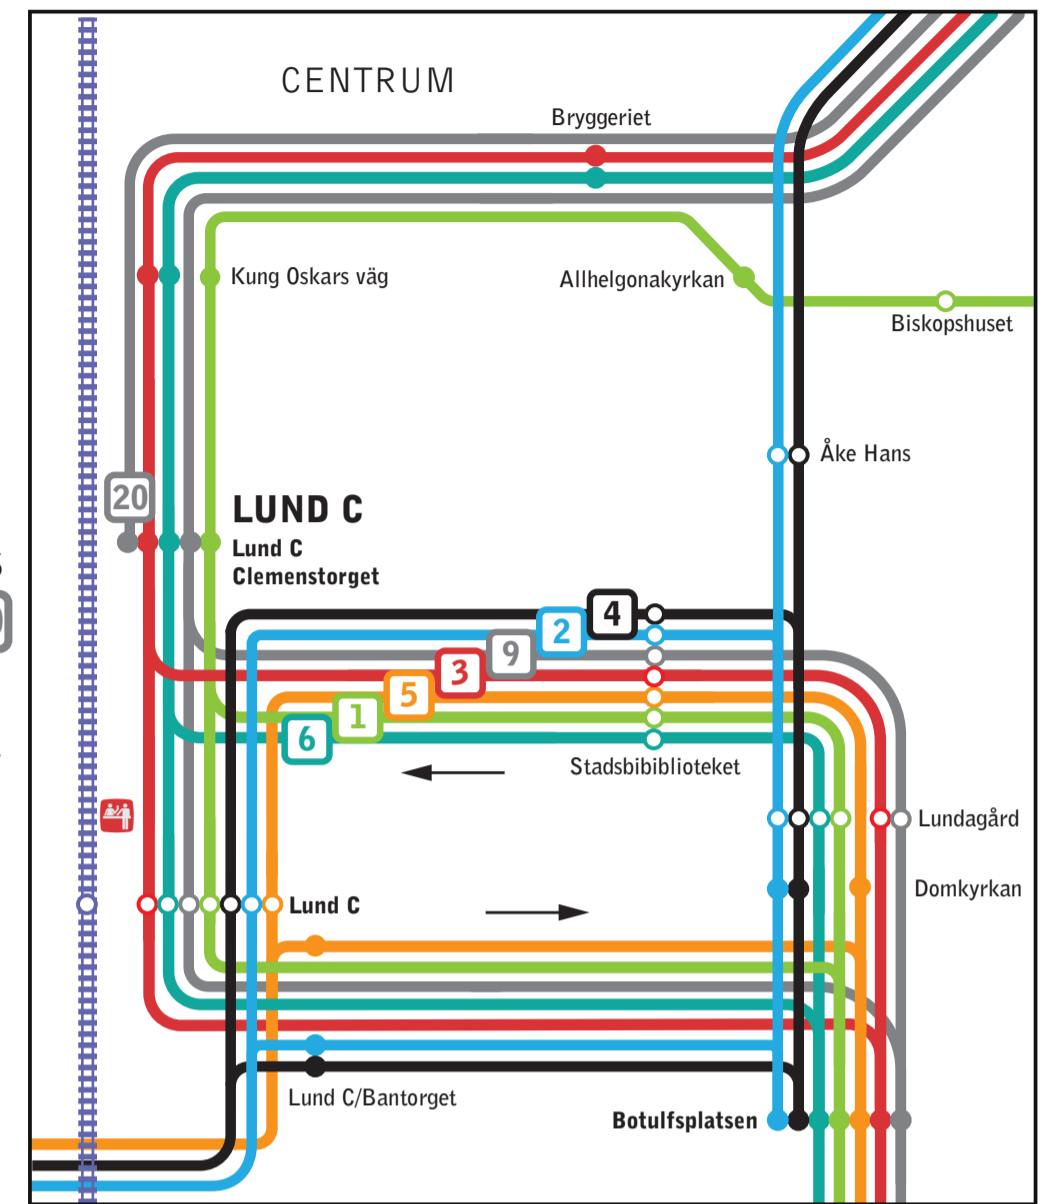 CENTRUM
Bryggeriet
Kung Oskars väg
Allhelgonakyrkan
Biskopshuset
Åke Hans
20
LUND C
Lund C
Clemenstorget
4
2
9
3
5
1
6
Stadsbibiblioteket
Lundagård
Domkyrkan
Lund C
Lund C/Bantorget
Botulfsplatsen